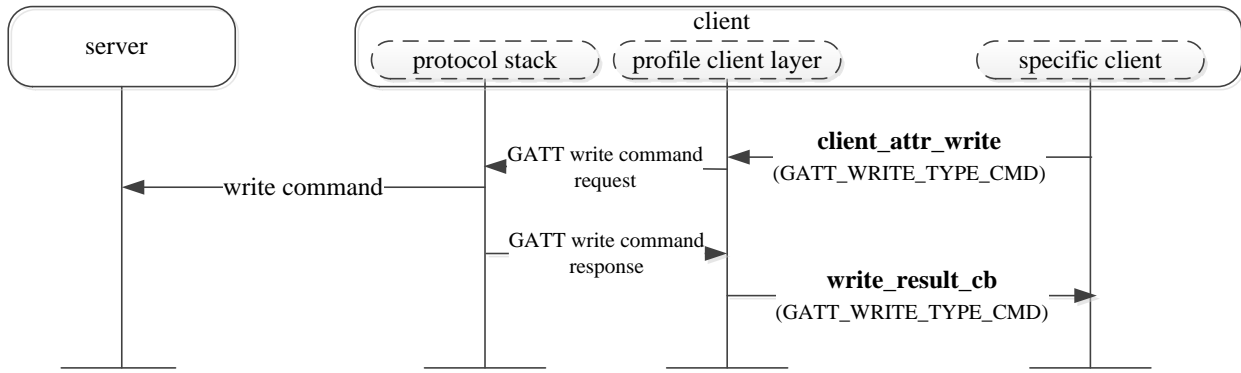 client
server
protocol stack
profile client layer
specific client
client_attr_write
(GATT_WRITE_TYPE_CMD)
GATT write command
request
write command
GATT write command
response
write_result_cb
(GATT_WRITE_TYPE_CMD)